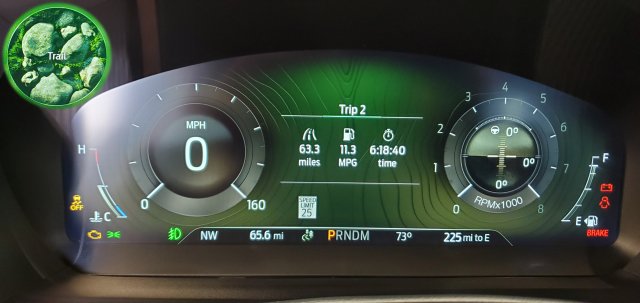 Trail
Trip 2
63.3 11.3 6:18:40
miles MPG time
MPH
0
0 160
H
C
OFF
SPEED
LIMIT
25
0 1 2 3 4 5 6 7 8
0° 0° 0°
RPMx1000
F
E
BRAKE
NW 65.6 mi PRNDM 73° 225 mi to E